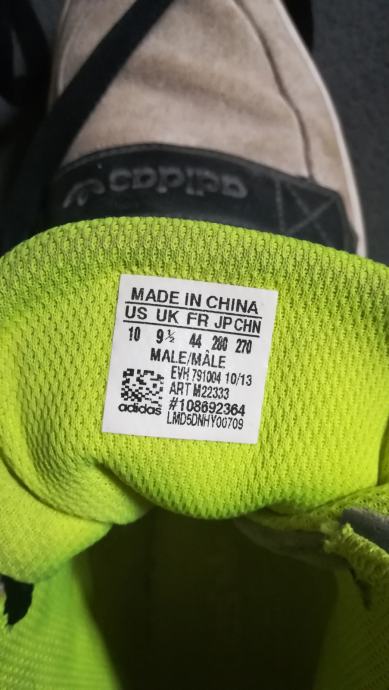 adidas
MADE IN CHINA
US UK FR JP CHN
10 9½ 44 280 270
MALE/MÂLE
EVH 791004 10/13
ART M22333
#108692364
LMD5DNHY00709
adidas